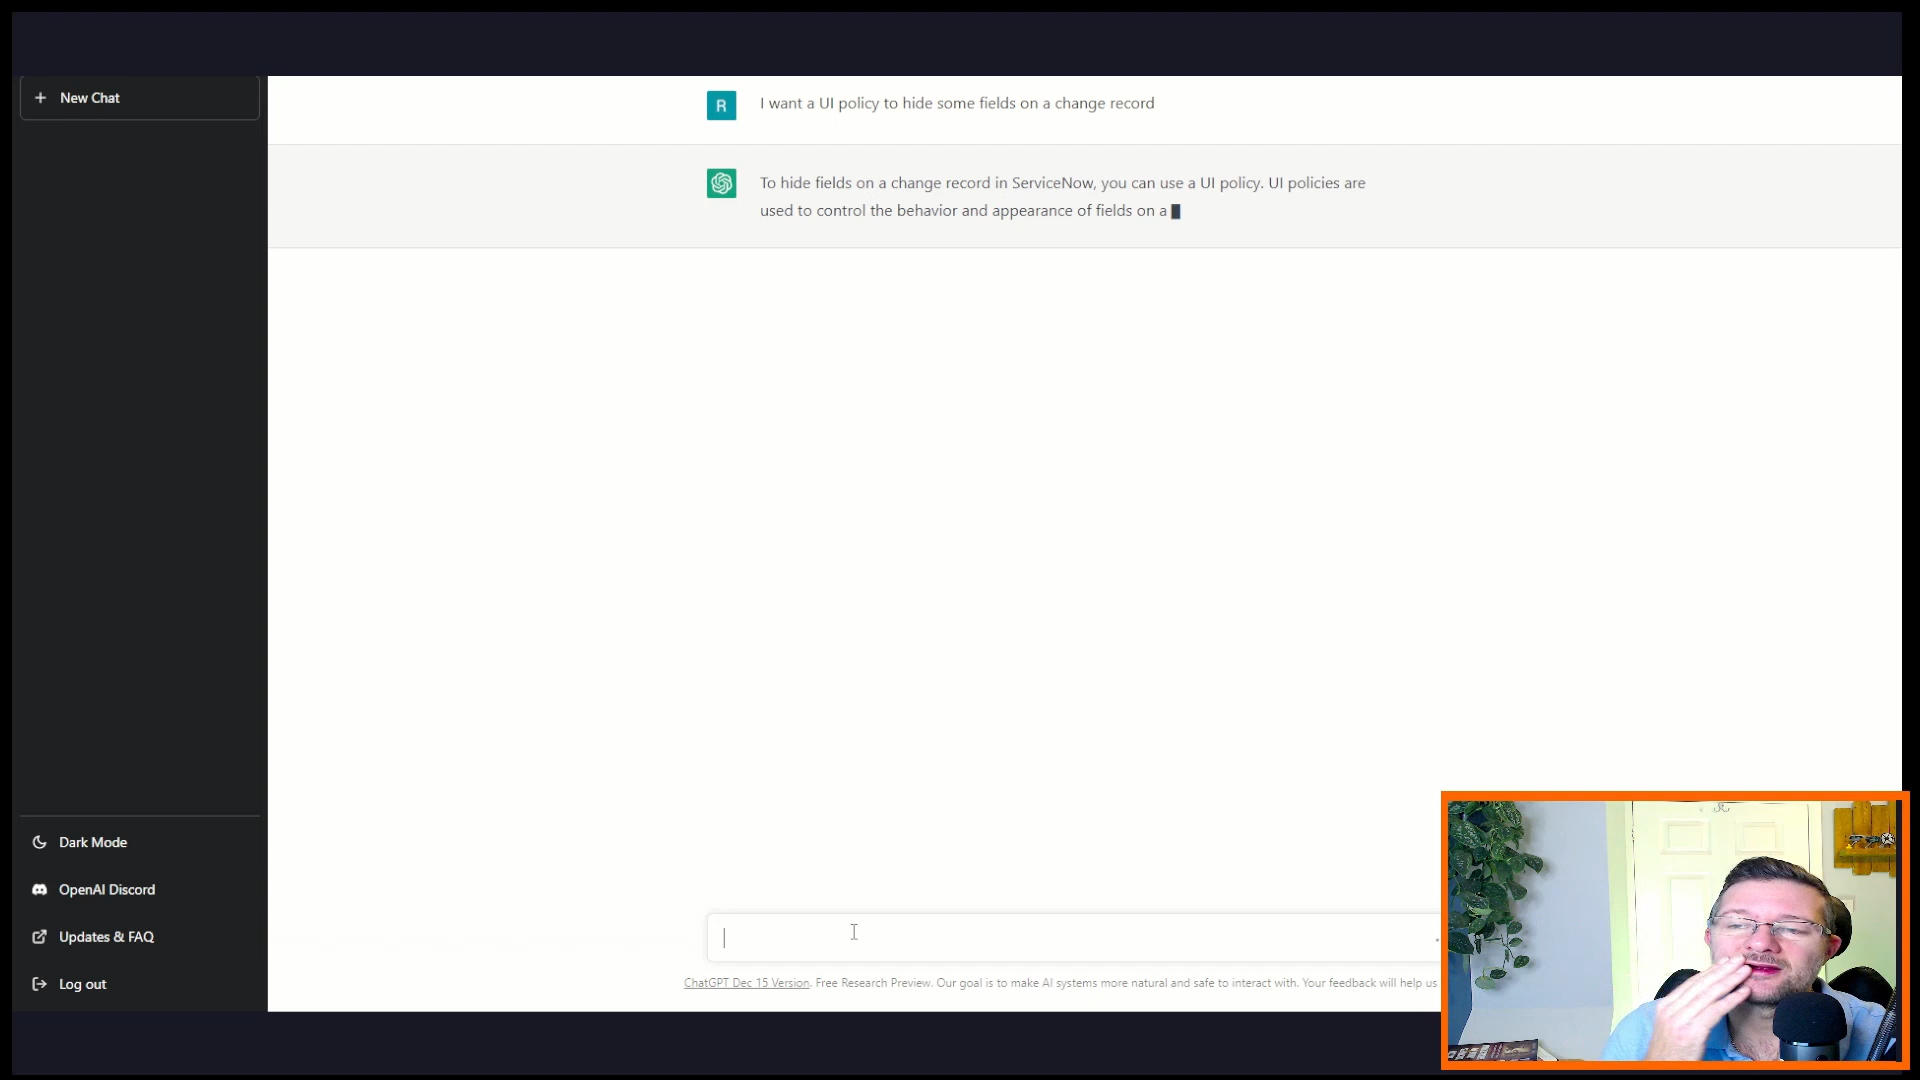 New Chat
R
I want a UI policy to hide some fields on a change record
To hide fields on a change record in ServiceNow, you can use a UI policy. UI policies are
used to control the behavior and appearance of fields on a
Dark Mode
OpenAI Discord
Updates & FAQ
Log out
ChatGPT Dec 15 Version. Free Research Preview. Our goal is to make AI systems more natural and safe to interact with. Your feedback will help us